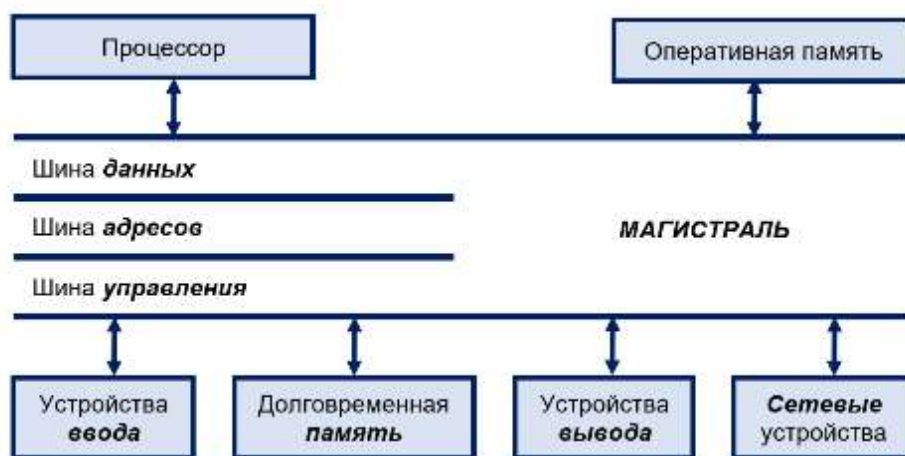 Процессор
Оперативная память
Шина данных
Шина адресов
МАГИСТРАЛЬ
Шина управления
Устройства
ввода
Долговременная
память
Устройства
вывода
Сетевые
устройства